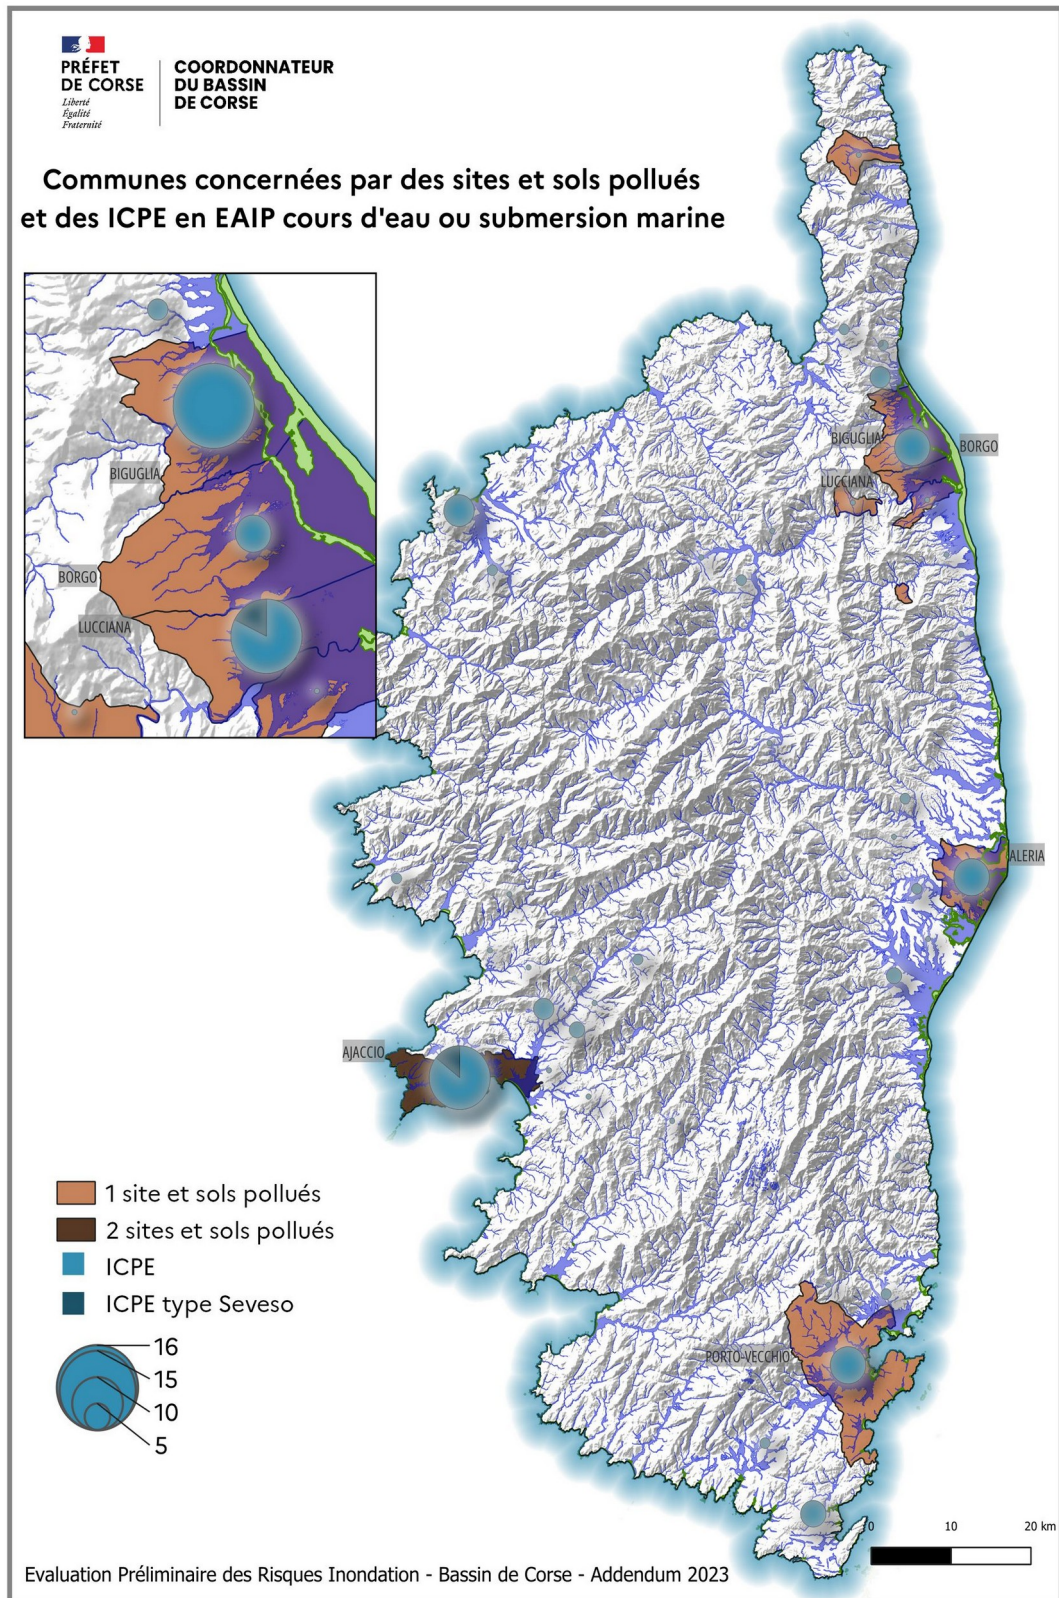 PRÉFET
DE CORSE
Liberté
Égalité
Fraternité
COORDONNATEUR
DU BASSIN
DE CORSE
Communes concernées par des sites et sols pollués
et des ICPE en EAIP cours d'eau ou submersion marine
BIGUGLIA
BORGO
LUCCIANA
BIGUGLIA
BORGO
LUCCIANA
ALERIA
AJACCIO
PORTO-VECCHIO
1 site et sols pollués
2 sites et sols pollués
ICPE
ICPE type Seveso
16
15
10
5
0 10 20 km
Evaluation Préliminaire des Risques Inondation - Bassin de Corse - Addendum 2023